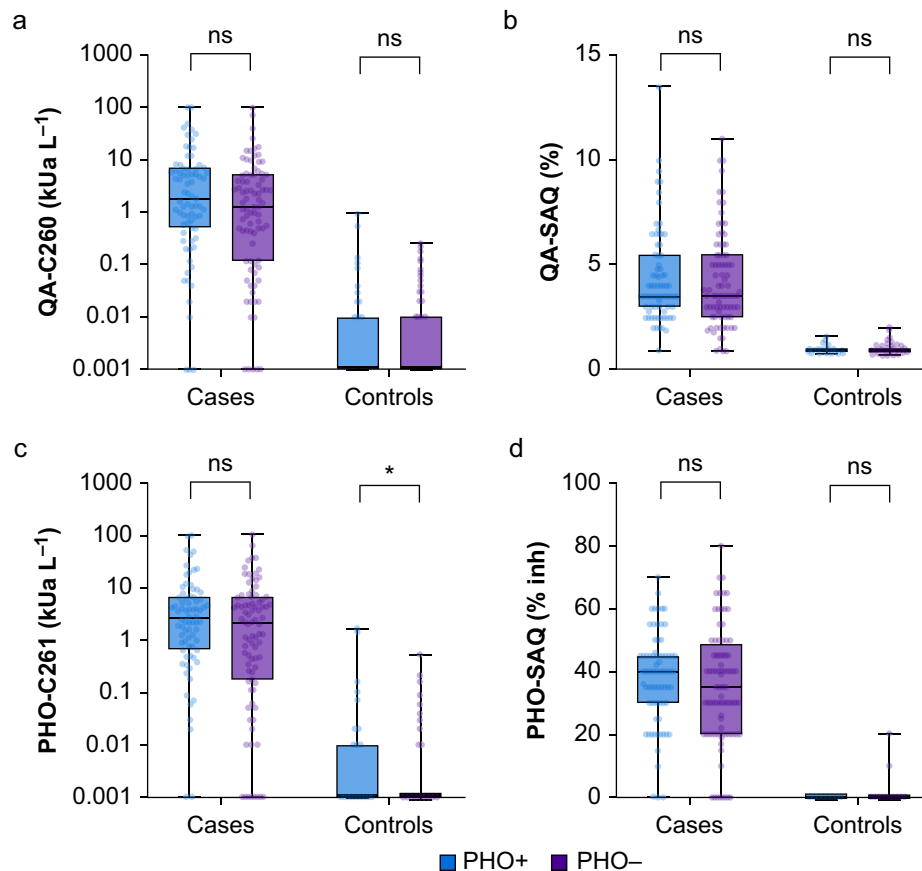 a
ns
ns
QA-C260 (kUa L⁻¹)
1000
100
10
1
0.1
0.01
0.001
Cases
Controls
b
ns
ns
QA-SAQ (%)
15
10
5
0
Cases
Controls
c
ns
*
PHO-C261 (kUa L⁻¹)
1000
100
10
1
0.1
0.01
0.001
Cases
Controls
d
ns
ns
PHO-SAQ (% inh)
100
80
60
40
20
0
Cases
Controls
PHO+ PHO–